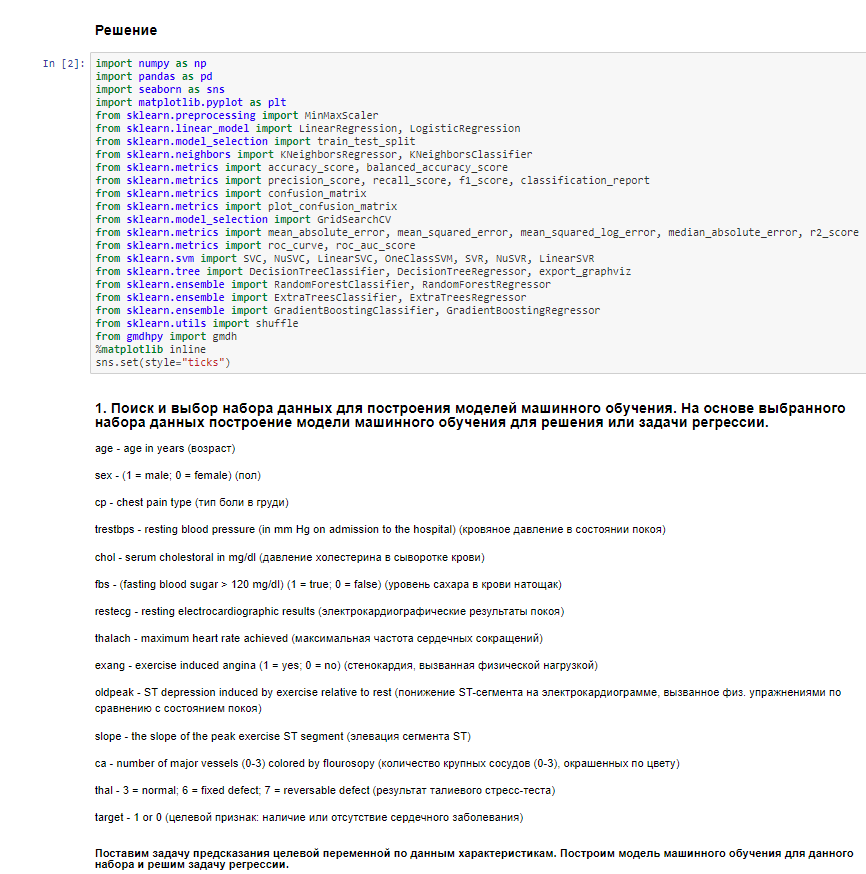 Решение
In [2]:
import numpy as np
import pandas as pd
import seaborn as sns
import matplotlib.pyplot as plt
from sklearn.preprocessing import MinMaxScaler
from sklearn.linear_model import LinearRegression, LogisticRegression
from sklearn.model_selection import train_test_split
from sklearn.neighbors import KNeighborsRegressor, KNeighborsClassifier
from sklearn.metrics import accuracy_score, balanced_accuracy_score
from sklearn.metrics import precision_score, recall_score, f1_score, classification_report
from sklearn.metrics import confusion_matrix
from sklearn.metrics import plot_confusion_matrix
from sklearn.model_selection import GridSearchCV
from sklearn.metrics import mean_absolute_error, mean_squared_error, mean_squared_log_error, median_absolute_error, r2_score
from sklearn.metrics import roc_curve, roc_auc_score
from sklearn.svm import SVC, NuSVC, LinearSVC, OneClassSVM, SVR, NuSVR, LinearSVR
from sklearn.tree import DecisionTreeClassifier, DecisionTreeRegressor, export_graphviz
from sklearn.ensemble import RandomForestClassifier, RandomForestRegressor
from sklearn.ensemble import ExtraTreesClassifier, ExtraTreesRegressor
from sklearn.ensemble import GradientBoostingClassifier, GradientBoostingRegressor
from sklearn.utils import shuffle
from gmdhpy import gmdh
%matplotlib inline
sns.set(style="ticks")
1. Поиск и выбор набора данных для построения моделей машинного обучения. На основе выбранного
набора данных построение модели машинного обучения для решения или задачи регрессии.
age - age in years (возраст)
sex - (1 = male; 0 = female) (пол)
cp - chest pain type (тип боли в груди)
trestbps - resting blood pressure (in mm Hg on admission to the hospital) (кровяное давление в состоянии покоя)
chol - serum cholestoral in mg/dl (давление холестерина в сыворотке крови)
fbs - (fasting blood sugar > 120 mg/dl) (1 = true; 0 = false) (уровень сахара в крови натощак)
restecg - resting electrocardiographic results (электрокардиографические результаты покоя)
thalach - maximum heart rate achieved (максимальная частота сердечных сокращений)
exang - exercise induced angina (1 = yes; 0 = no) (стенокардия, вызванная физической нагрузкой)
oldpeak - ST depression induced by exercise relative to rest (понижение ST-сегмента на электрокардиограмме, вызванное физ. упражнениями по
сравнению с состоянием покоя)
slope - the slope of the peak exercise ST segment (элевация сегмента ST)
ca - number of major vessels (0-3) colored by flourosopy (количество крупных сосудов (0-3), окрашенных по цвету)
thal - 3 = normal; 6 = fixed defect; 7 = reversable defect (результат талиевого стресс-теста)
target - 1 or 0 (целевой признак: наличие или отсутствие сердечного заболевания)
Поставим задачу предсказания целевой переменной по данным характеристикам. Построим модель машинного обучения для данного
набора и решим задачу регрессии.